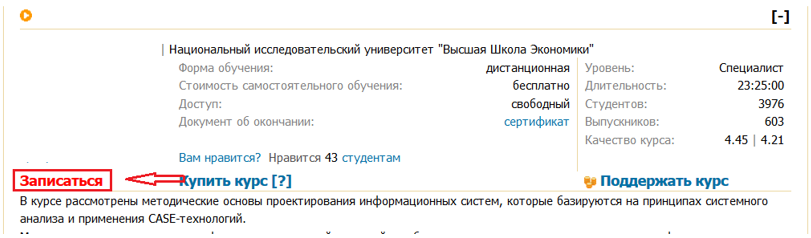 [-]
| Национальный исследовательский университет "Высшая Школа Экономики"
Форма обучения: дистанционная
Стоимость самостоятельного обучения: бесплатно
Доступ: свободный
Документ об окончании: сертификат
Вам нравится? Нравится 43 студентам
Уровень: Специалист
Длительность: 23:25:00
Студентов: 3976
Выпускников: 603
Качество курса: 4.45 | 4.21
Записаться Купить курс [?] Поддержать курс
В курсе рассмотрены методические основы проектирования информационных систем, которые базируются на принципах системного
анализа и применения CASE-технологий.